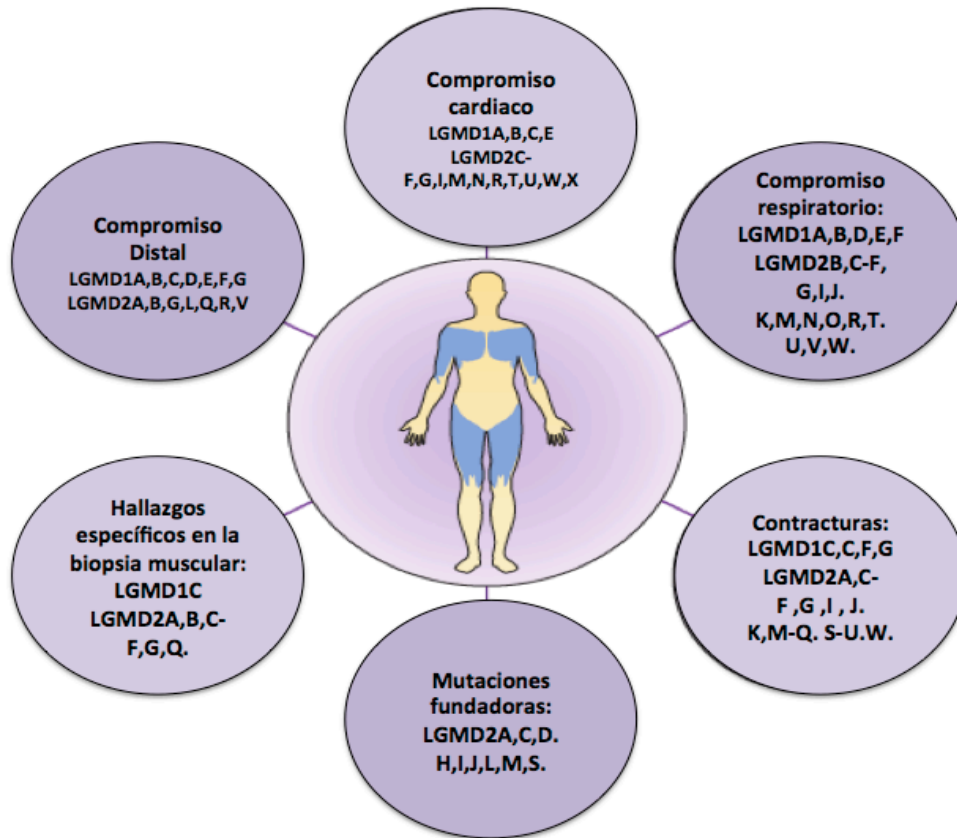 Compromiso
cardiaco
LGMD1A,B,C,E
LGMD2C-
F,G,I,M,N,R,T,U,W,X
Compromiso
respiratorio:
LGMD1A,B,D,E,F
LGMD2B,C-F,
G,I,J.
K,M,N,O,R,T.
U,V,W.
Contracturas:
LGMD1C,C,F,G
LGMD2A,C-
F ,G ,I , J.
K,M-Q. S-U.W.
Mutaciones
fundadoras:
LGMD2A,C,D.
H,I,J,L,M,S.
Hallazgos
específicos en la
biopsia muscular:
LGMD1C
LGMD2A,B,C-
F,G,Q.
Compromiso
Distal
LGMD1A,B,C,D,E,F,G
LGMD2A,B,G,L,Q,R,V